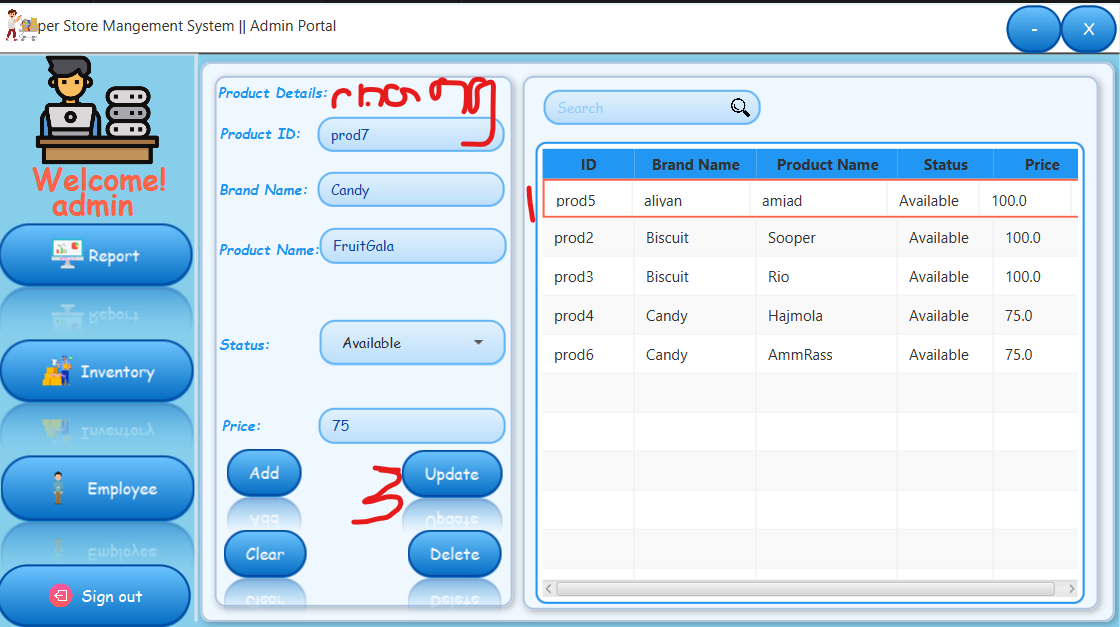 per Store Mangement System || Admin Portal
-
X
Welcome!
admin
Report
Inventory
Employee
Sign out
Product Details:
Product ID: prod7
Brand Name: Candy
Product Name: FruitGala
Status: Available
Price: 75
3
Add
Update
Clear
Delete
Search
ID Brand Name Product Name Status Price
1
prod5 aliyan amjad Available 100.0
prod2 Biscuit Sooper Available 100.0
prod3 Biscuit Rio Available 100.0
prod4 Candy Hajmola Available 75.0
prod6 Candy AmmRass Available 75.0